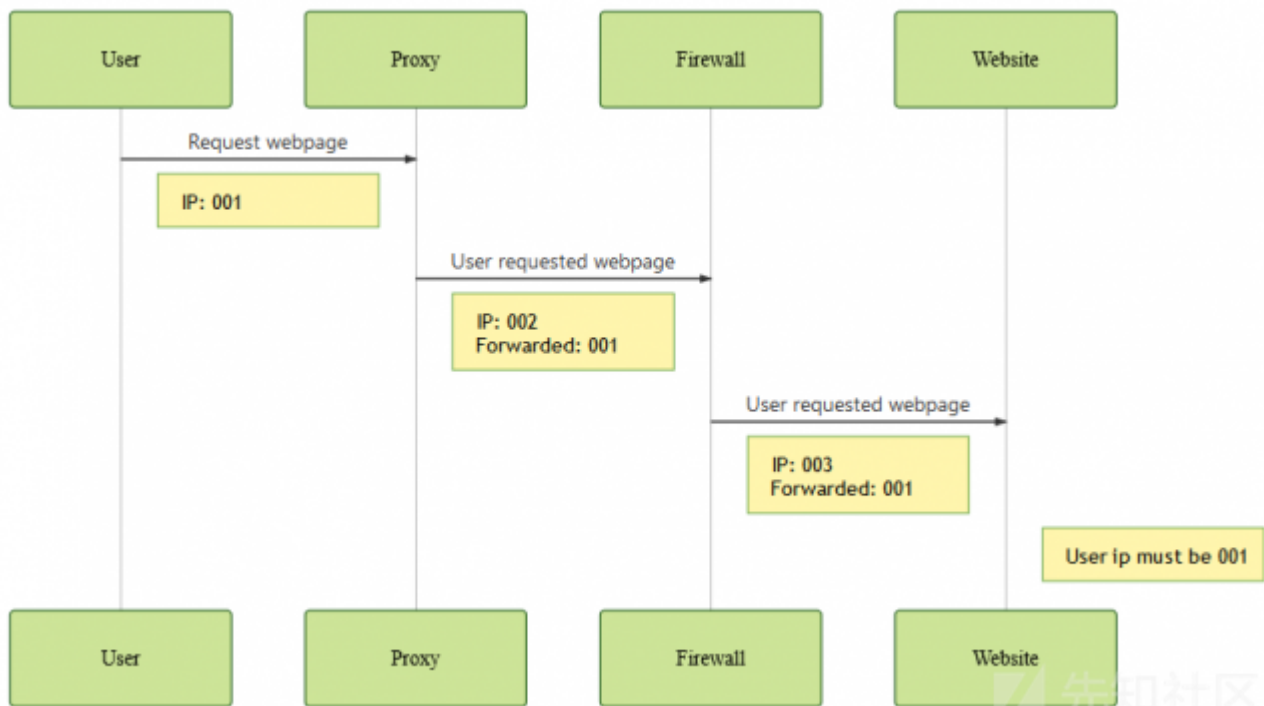 User
Proxy
Firewall
Website
Request webpage
IP: 001
User requested webpage
IP: 002
Forwarded: 001
User requested webpage
IP: 003
Forwarded: 001
User ip must be 001
User
Proxy
Firewall
Website
先知社区